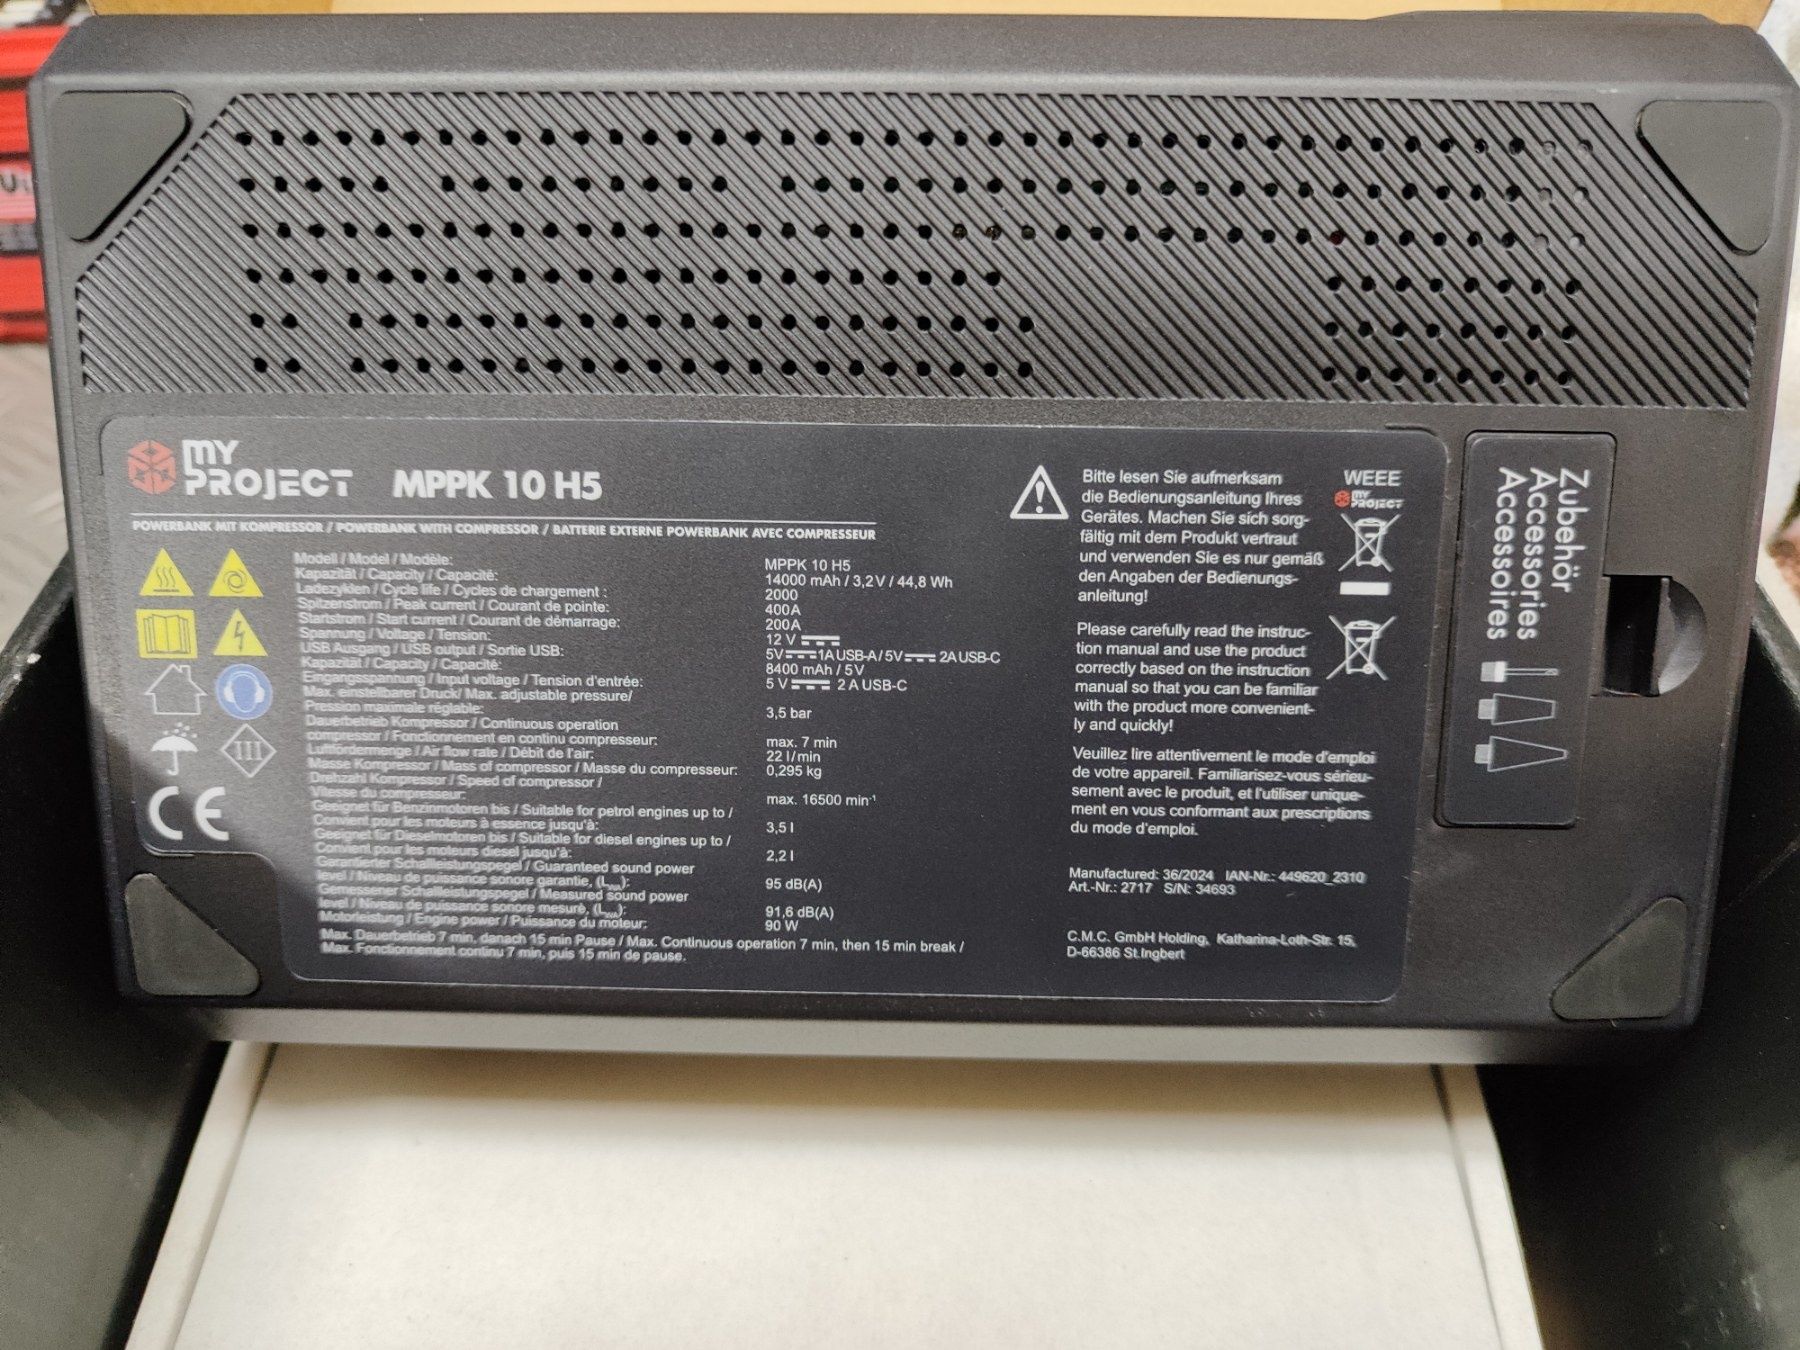 MY
PROJECT
MPPK 10 H5
POWERBANK MIT KOMPRESSOR / POWERBANK WITH COMPRESSOR / BATTERIE EXTERNE POWERBANK AVEC COMPRESSEUR
Modell / Model / Modèle: MPPK 10 H5
Kapazität / Capacity / Capacité: 14000 mAh / 3,2V / 44,8 Wh
Ladezyklen / Cycle life / Cycles de chargement : 2000
Spitzenstrom / Peak current / Courant de pointe: 400A
Startstrom / Start current / Courant de démarrage: 200A
Spannung / Voltage / Tension: 12 V
USB Ausgang / USB output / Sortie USB: 5V 1A USB-A / 5V 2A USB-C
Kapazität / Capacity / Capacité: 8400 mAh / 5V
Eingangsspannung / Input voltage / Tension d'entrée: 5 V 2 A USB-C
Max. einstellbarer Druck/ Max. adjustable pressure/
Pression maximale réglable: 3,5 bar
Dauerbetrieb Kompressor / Continuous operation
compressor / Fonctionnement en continu compresseur: max. 7 min
Luftfördermenge / Air flow rate / Débit de l'air: 22 l/min
Masse Kompressor / Mass of compressor / Masse du compresseur: 0,295 kg
Drehzahl Kompressor / Speed of compressor /
Vitesse du compresseur: max. 16500 min⁻¹
Geeignet für Benzinmotoren bis / Suitable for petrol engines up to /
Convient pour les moteurs à essence jusqu'à: 3,5 l
Geeignet für Dieselmotoren bis / Suitable for diesel engines up to /
Convient pour les moteurs diesel jusqu'à: 2,2 l
Garantierter Schallleistungspegel / Guaranteed sound power
level / Niveau de puissance sonore garantie, (LWA): 95 dB(A)
Gemessener Schallleistungspegel / Measured sound power
level / Niveau de puissance sonore mesuré, (LWA): 91,6 dB(A)
Motorleistung / Engine power / Puissance du moteur: 90 W
Max. Dauerbetrieb 7 min, danach 15 min Pause / Max. Continuous operation 7 min, then 15 min break /
Max. Fonctionnement continu 7 min, puis 15 min de pause.
III
CE
Bitte lesen Sie aufmerksam
die Bedienungsanleitung Ihres
Gerätes. Machen Sie sich sorg-
fältig mit dem Produkt vertraut
und verwenden Sie es nur gemäß
den Angaben der Bedienungs-
anleitung!
Please carefully read the instruc-
tion manual and use the product
correctly based on the instruction
manual so that you can be familiar
with the product more convenient-
ly and quickly!
Veuillez lire attentivement le mode d'emploi
de votre appareil. Familiarisez-vous sérieu-
sement avec le produit, et l'utiliser unique-
ment en vous conformant aux prescriptions
du mode d'emploi.
Manufactured: 36/2024 IAN-Nr.: 449620_2310
Art.-Nr.: 2717 S/N: 34693
C.M.C. GmbH Holding, Katharina-Loth-Str. 15,
D-66386 St.Ingbert
WEEE
MY
PROJECT
Zubehör
Accessories
Accessoires